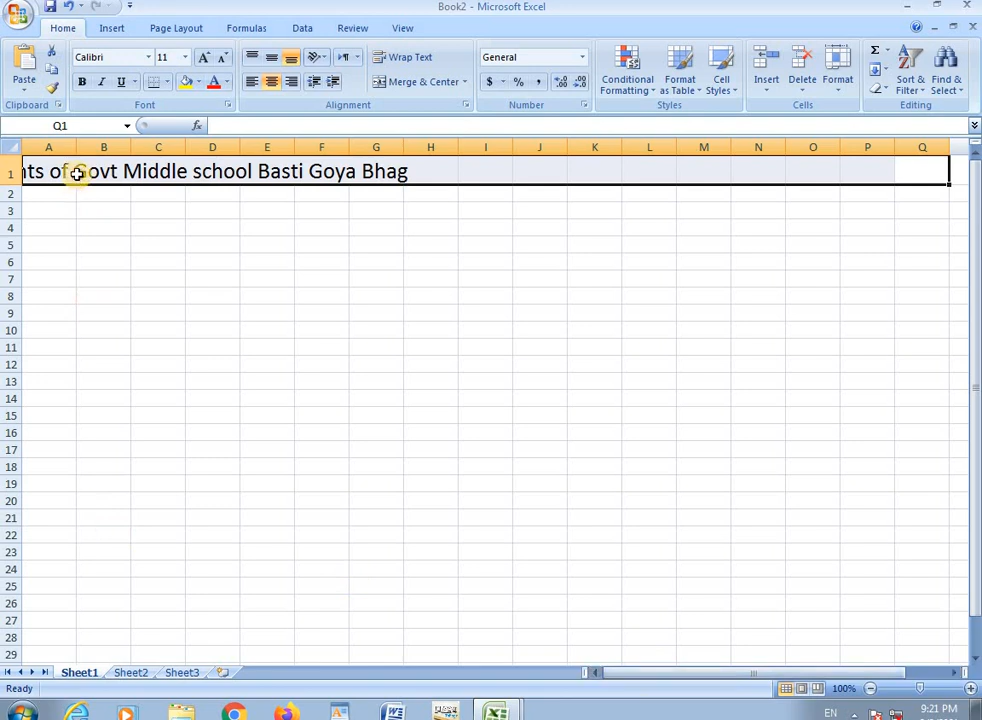 Book2 - Microsoft Excel
Home Insert Page Layout Formulas Data Review View
Paste
Calibri 11
B I U
Wrap Text
Merge & Center
General
$ % ,
Conditional Formatting
Format as Table
Cell Styles
Insert Delete Format
Σ
Sort & Filter
Find & Select
Clipboard Font Alignment Number Styles Cells Editing
Q1 fx
A B C D E F G H I J K L M N O P Q
1 nts of Govt Middle school Basti Goya Bhag
2
3
4
5
6
7
8
9
10
11
12
13
14
15
16
17
18
19
20
21
22
23
24
25
26
27
28
29
Sheet1 Sheet2 Sheet3
Ready 100%
EN 9:21 PM